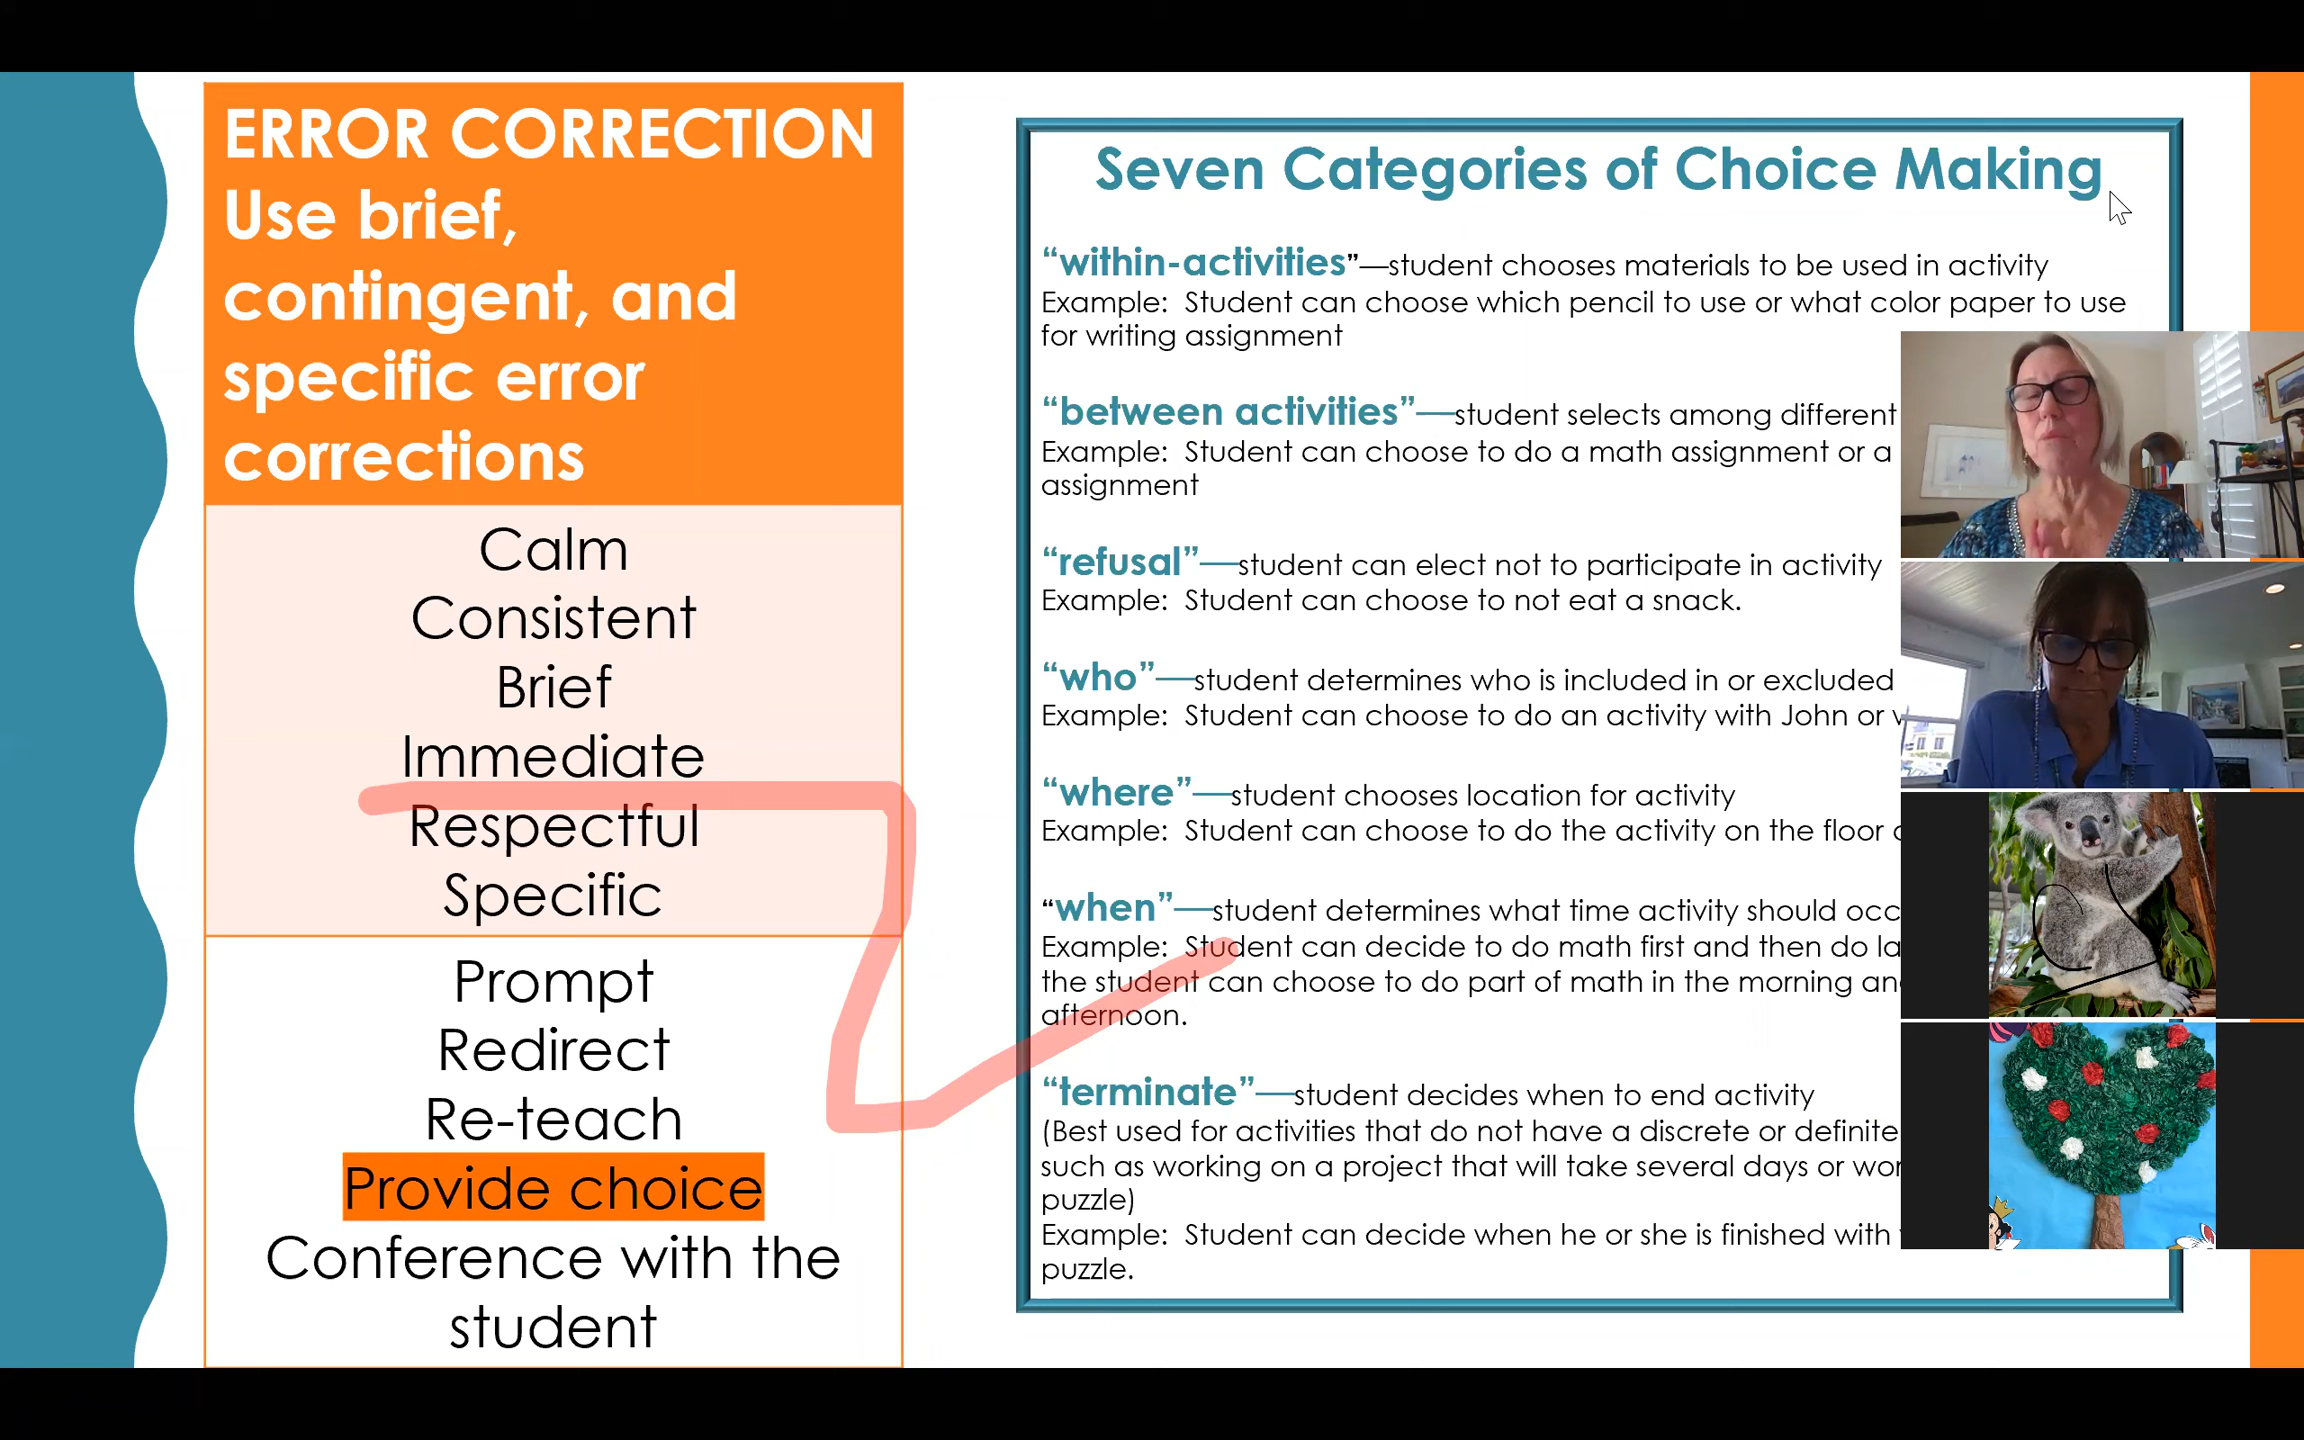 ERROR CORRECTION
Use brief,
contingent, and
specific error
corrections
Calm
Consistent
Brief
Immediate
Respectful
Specific
Prompt
Redirect
Re-teach
Provide choice
Conference with the
student
Seven Categories of Choice Making
“within-activities”—student chooses materials to be used in activity
Example: Student can choose which pencil to use or what color paper to use
for writing assignment
“between activities”—student selects among different
Example: Student can choose to do a math assignment or a
assignment
“refusal”—student can elect not to participate in activity
Example: Student can choose to not eat a snack.
“who”—student determines who is included in or excluded
Example: Student can choose to do an activity with John or
“where”—student chooses location for activity
Example: Student can choose to do the activity on the floor
“when”—student determines what time activity should
Example: Student can decide to do math first and then do
the student can choose to do part of math in the morning
afternoon.
“terminate”—student decides when to end activity
(Best used for activities that do not have a discrete or definite
such as working on a project that will take several days or
puzzle)
Example: Student can decide when he or she is finished with
puzzle.